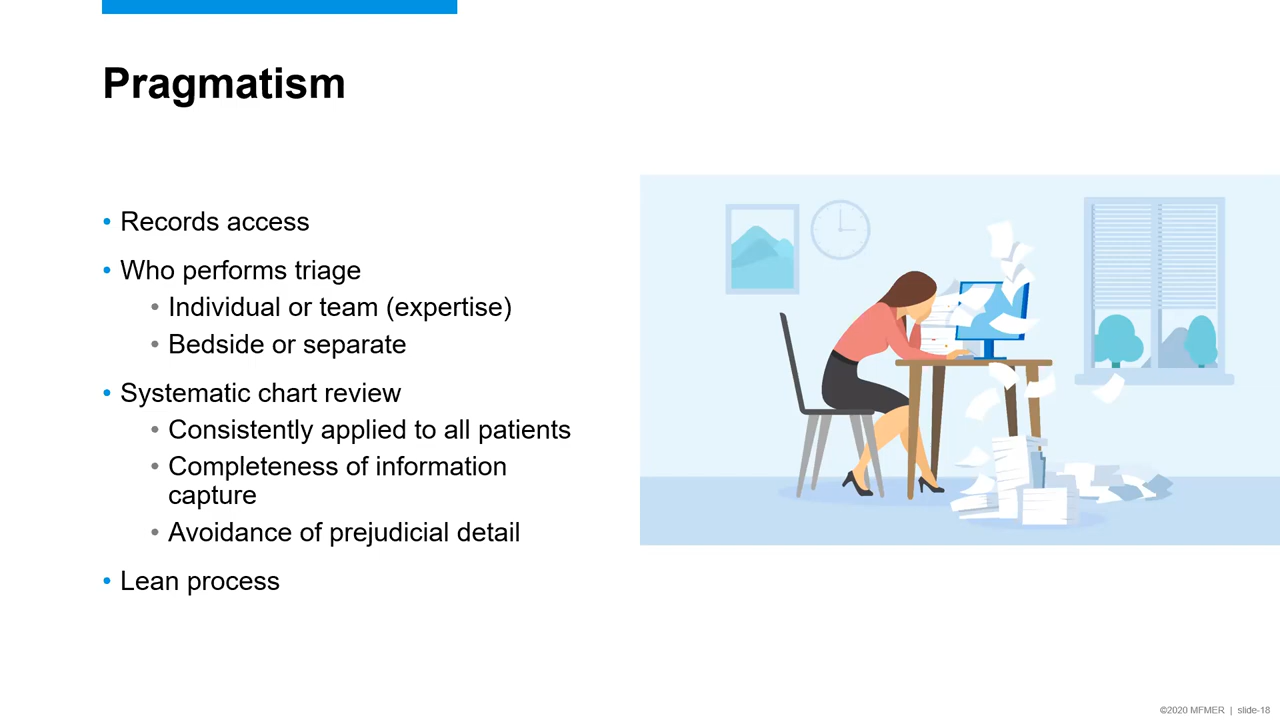 Pragmatism
• Records access
• Who performs triage
• Individual or team (expertise)
• Bedside or separate
• Systematic chart review
• Consistently applied to all patients
• Completeness of information
capture
• Avoidance of prejudicial detail
• Lean process
©2020 MFMER | slide-18